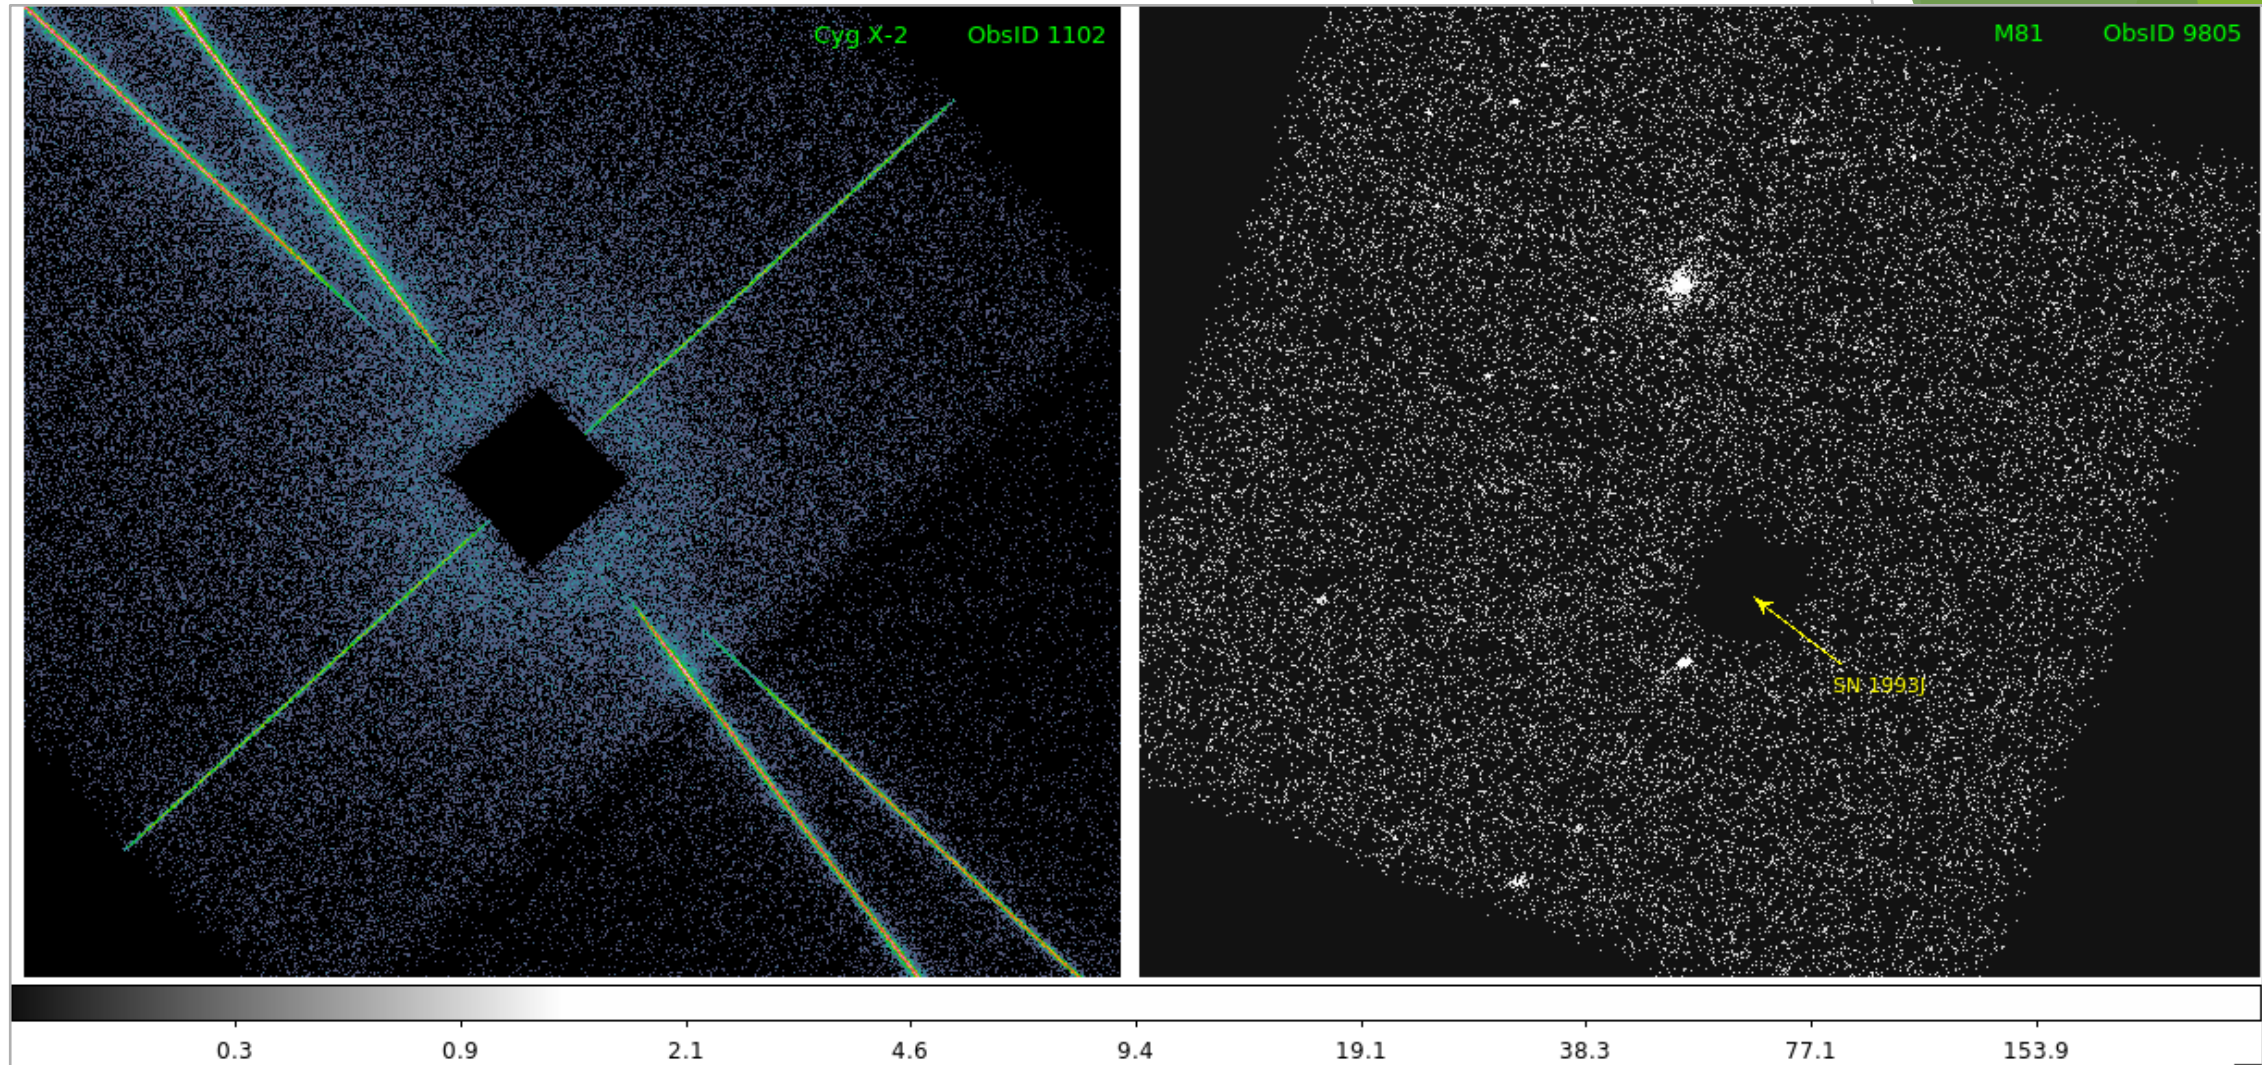 Cyg X-2 ObsID 1102
M81 ObsID 9805
SN 1993J
0.3 0.9 2.1 4.6 9.4 19.1 38.3 77.1 153.9